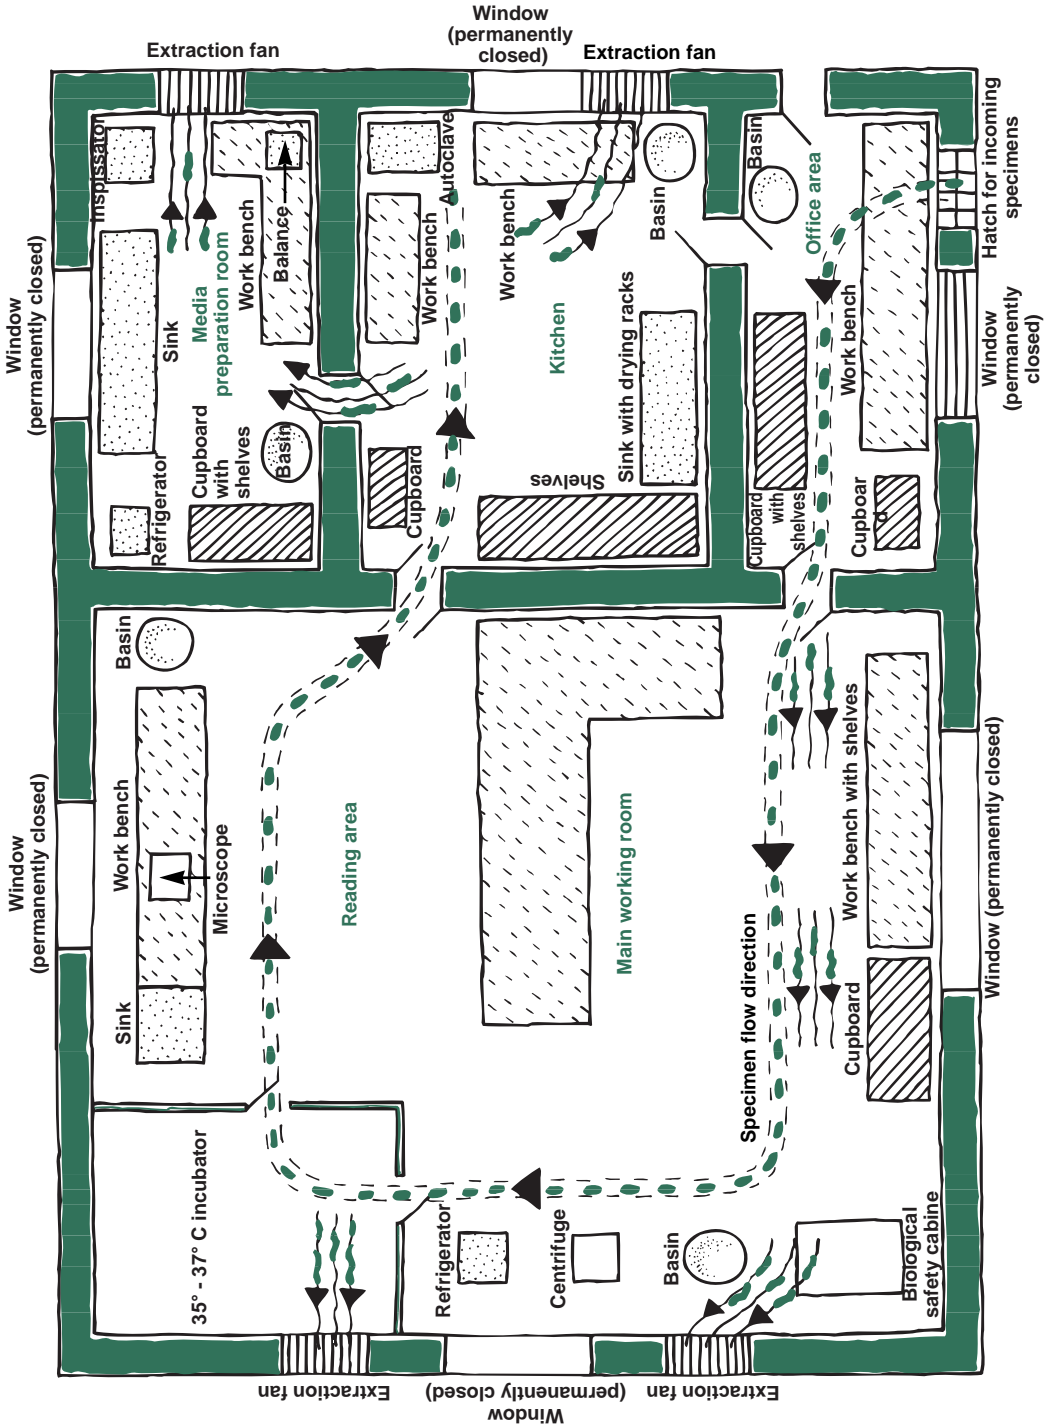 Window
(permanently
closed)
Extraction fan
Extraction fan
Inspissator
Work bench
Balance
Autoclave
Work bench
Work bench
Basin
Basin
Office area
Hatch for incoming
specimens
Window
(permanently closed)
Sink
Media
preparation room
Kitchen
Sink with drying racks
Work bench
Window
(permanently
closed)
Refrigerator
Cupboard
with
shelves
Basin
Cupboard
Shelves
Cupboard
with
shelves
Cupboar
d
Basin
Window
(permanently closed)
Work bench
Microscope
Reading area
Main working room
Work bench with shelves
Window (permanently closed)
Sink
Specimen flow direction
Cupboard
35° - 37° C incubator
Refrigerator
Centrifuge
Basin
Biological
safety cabine
Extraction fan
Window
(permanently closed)
Extraction fan